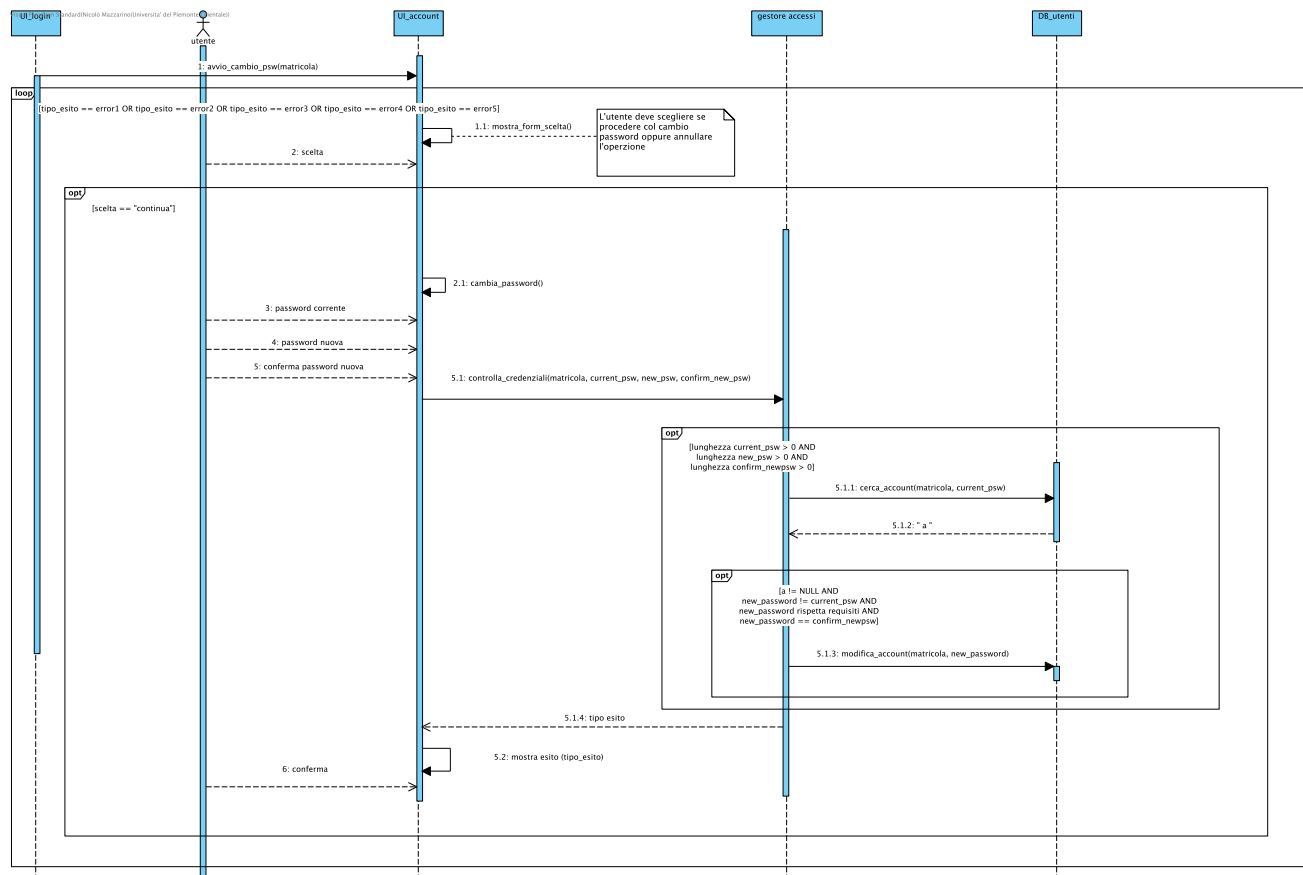 Standard(Nicolò Mazzarino(Universita' del Piemonte
UI_login
utente
UI_account
gestore accessi
DB_utenti
1: avvio_cambio_psw(matricola)
loop
[tipo_esito == error1 OR tipo_esito == error2 OR tipo_esito == error3 OR tipo_esito == error4 OR tipo_esito == error5]
1.1: mostra_form_scelta()
L'utente deve scegliere se
procedere col cambio
password oppure annullare
l'operzione
2: scelta
opt
[scelta == "continua"]
2.1: cambia_password()
3: password corrente
4: password nuova
5: conferma password nuova
5.1: controlla_credenziali(matricola, current_psw, new_psw, confirm_new_psw)
opt
[lunghezza current_psw > 0 AND
lunghezza new_psw > 0 AND
lunghezza confirm_newpsw > 0]
5.1.1: cerca_account(matricola, current_psw)
5.1.2: " a "
opt
[a != NULL AND
new_password != current_psw AND
new_password rispetta requisiti AND
new_password == confirm_newpsw]
5.1.3: modifica_account(matricola, new_password)
5.1.4: tipo esito
5.2: mostra esito (tipo_esito)
6: conferma